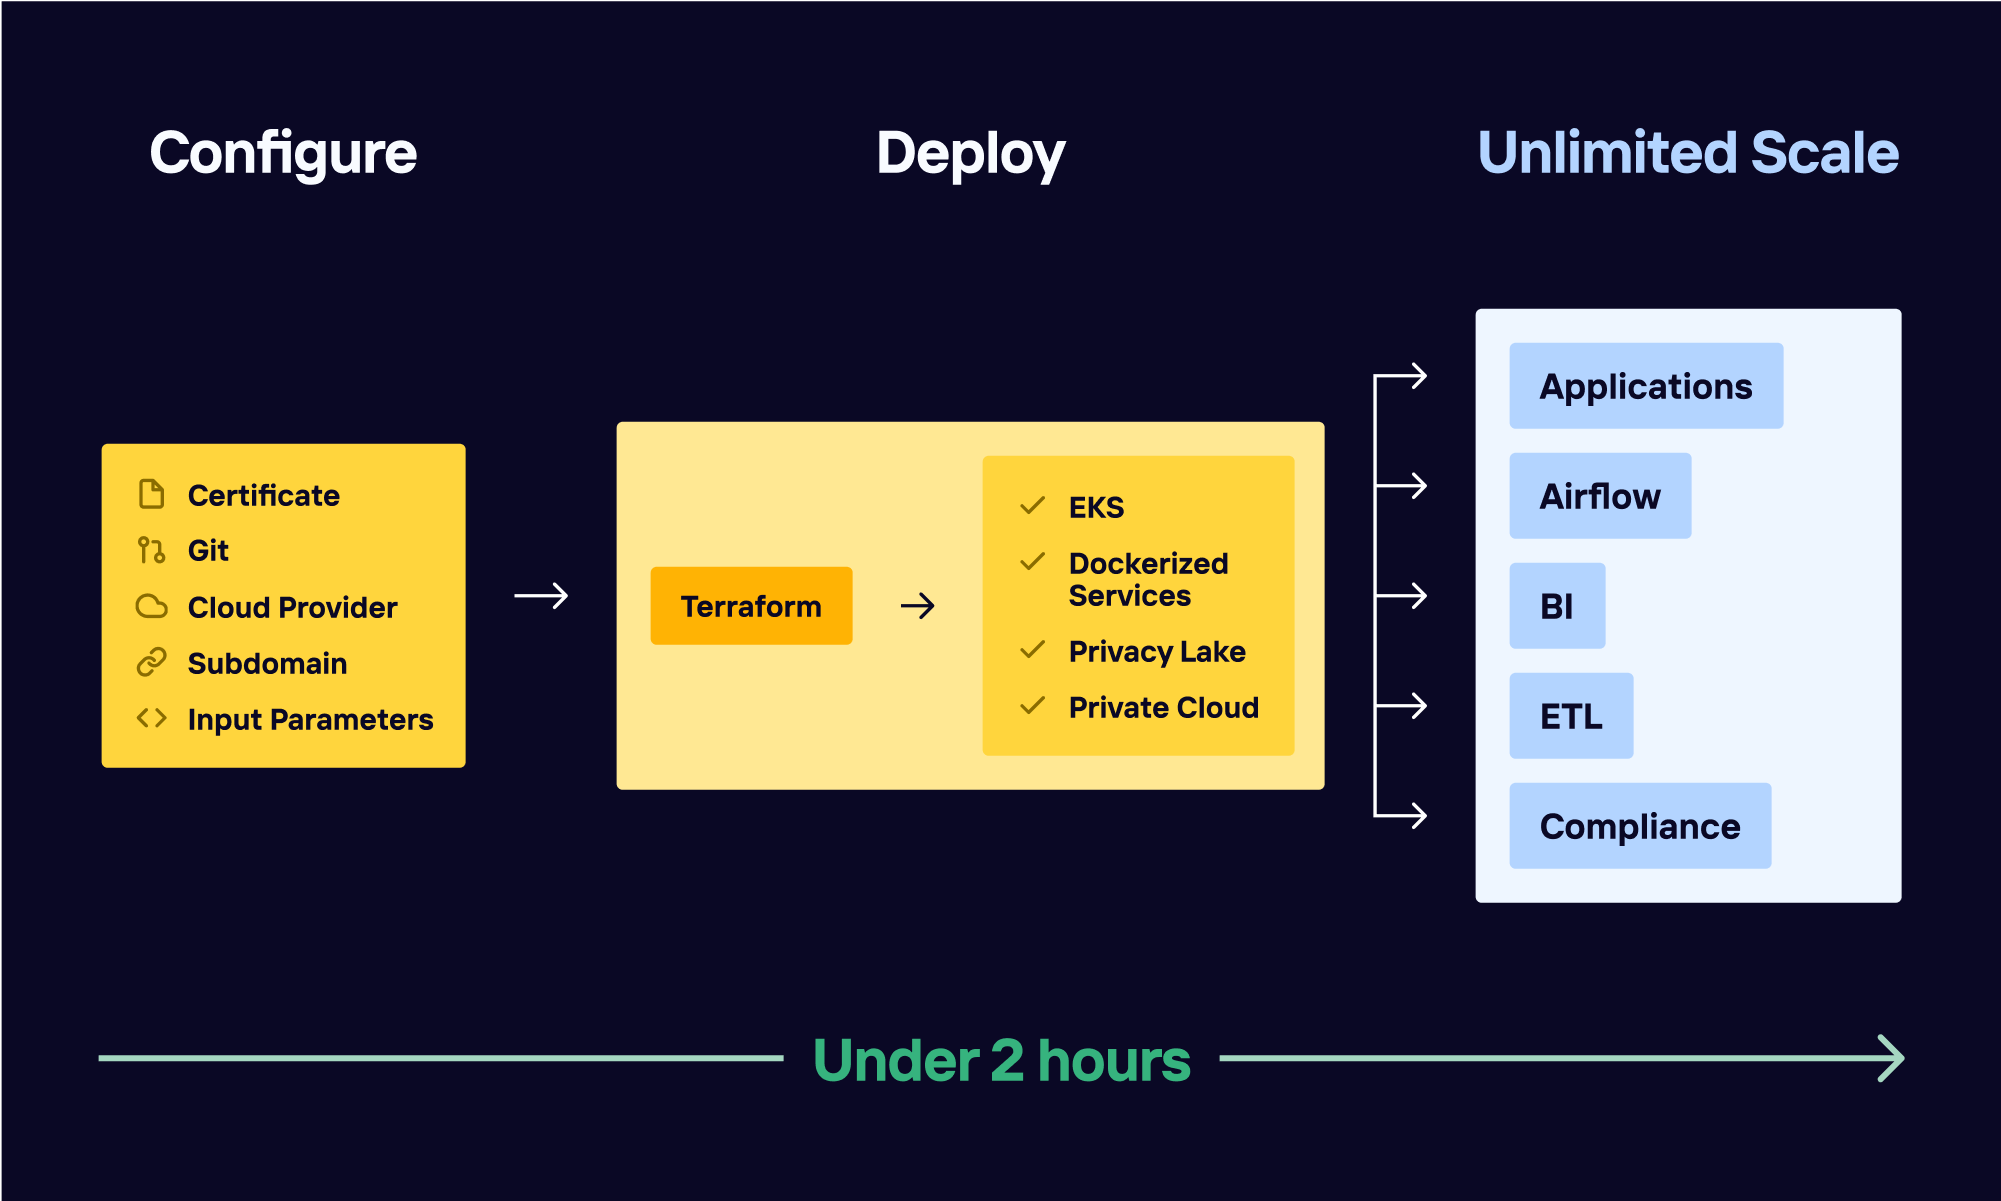 Configure
Deploy
Unlimited Scale
Certificate
Git
Cloud Provider
Subdomain
Input Parameters
Terraform
EKS
Dockerized
Services
Privacy Lake
Private Cloud
Applications
Airflow
BI
ETL
Compliance
Under 2 hours